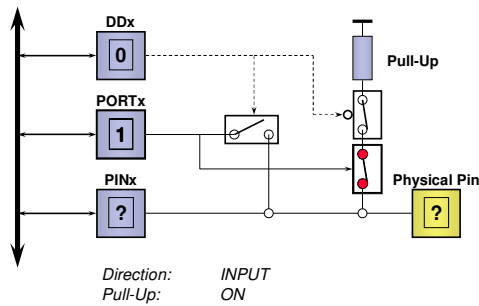 DDx
0
Pull-Up
PORTx
1
PINx
?
Physical Pin
?
Direction: INPUT
Pull-Up: ON